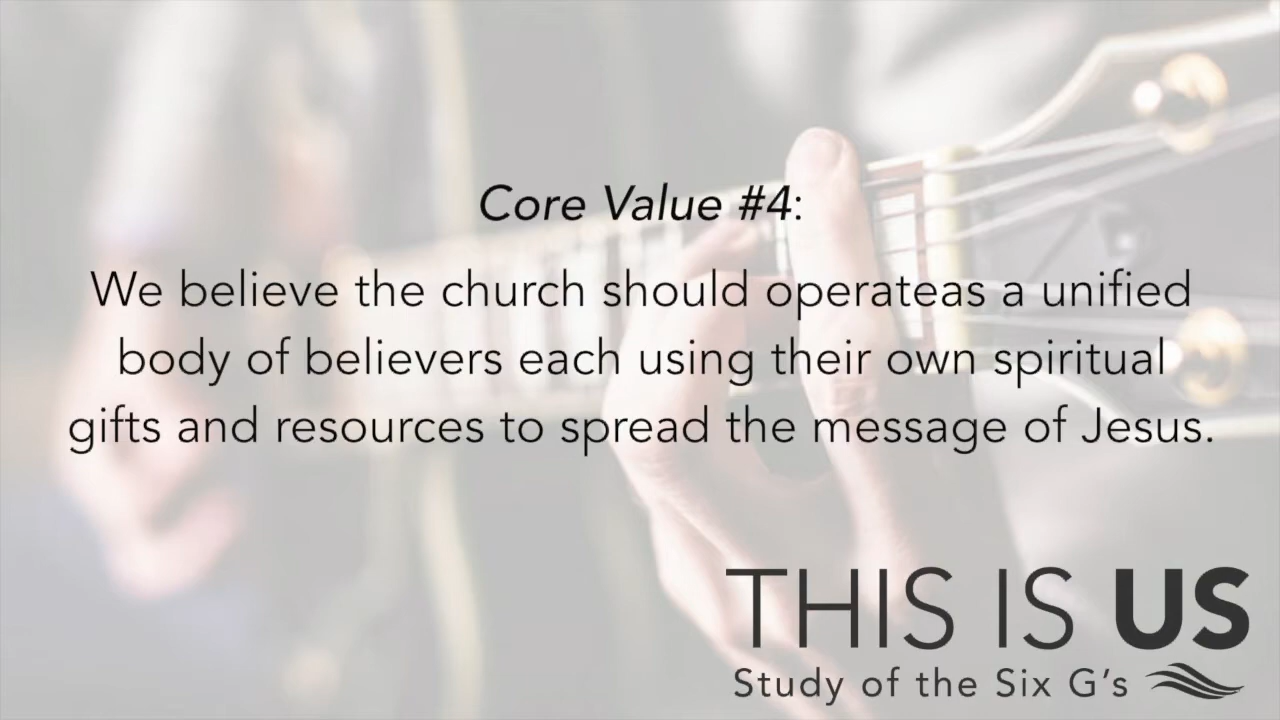 Core Value #4:
We believe the church should operateas a unified
body of believers each using their own spiritual
gifts and resources to spread the message of Jesus.
THIS IS US
Study of the Six G's